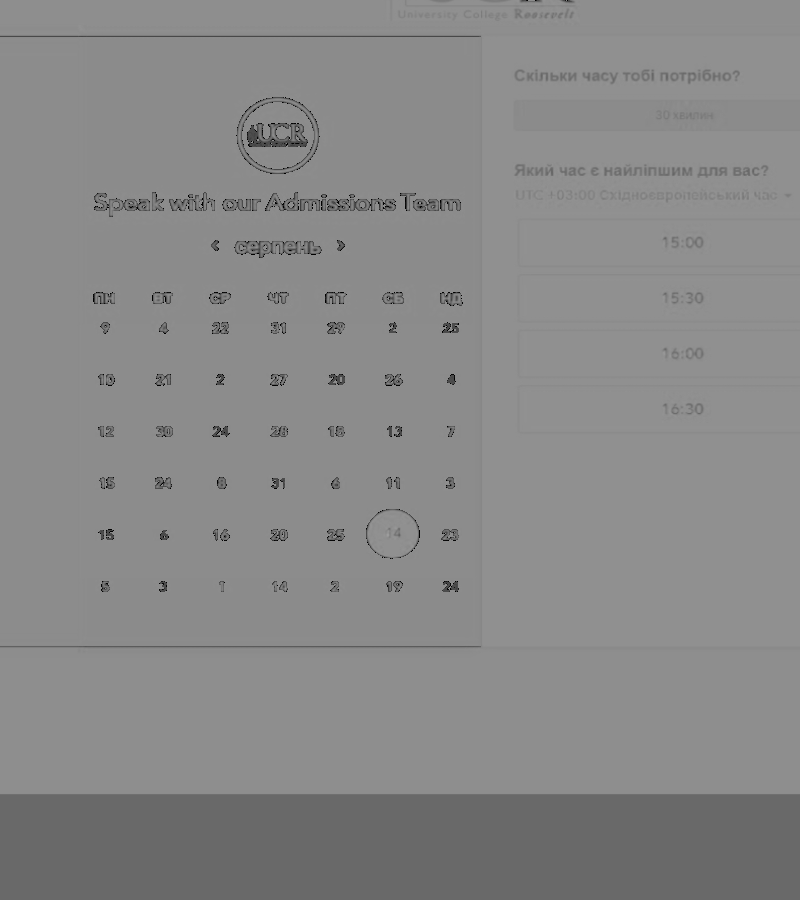 University College Roosevelt
UCR
Speak with our Admissions Team
серпень
ПН ВТ СР ЧТ ПТ СБ НД
9 4 22 31 29 2 25
10 21 2 27 20 26 4
12 30 24 28 18 13 7
15 24 8 31 6 11 3
15 6 16 20 25 14 23
5 3 1 14 2 19 24
Скільки часу тобі потрібно?
30 хвилин
Який час є найліпшим для вас?
UTC +03:00 Східноєвропейський час
15:00
15:30
16:00
16:30